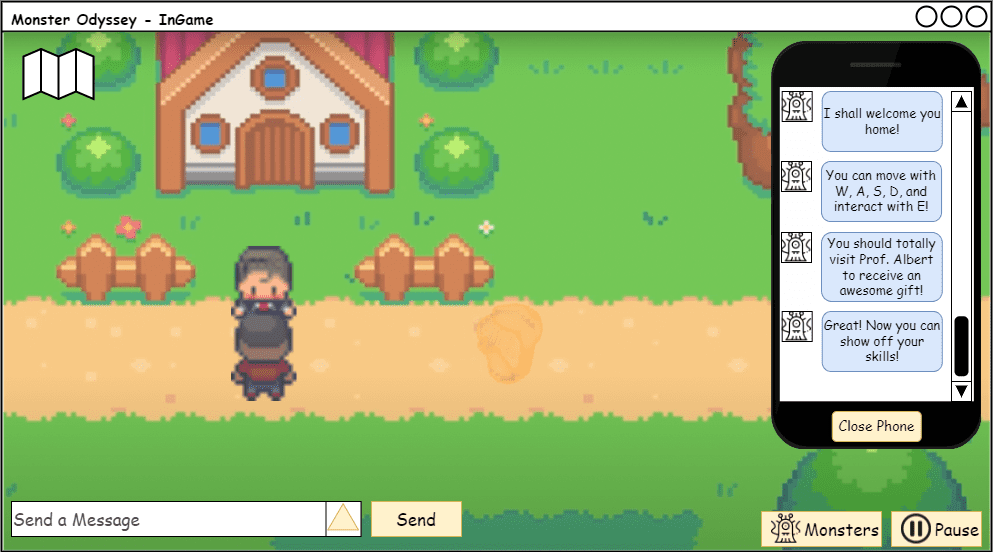 Monster Odyssey - InGame
I shall welcome you
home!
You can move with
W, A, S, D, and
interact with E!
You should totally
visit Prof. Albert
to receive an
awesome gift!
Great! Now you can
show off your
skills!
Close Phone
Send a Message
Send
Monsters
Pause